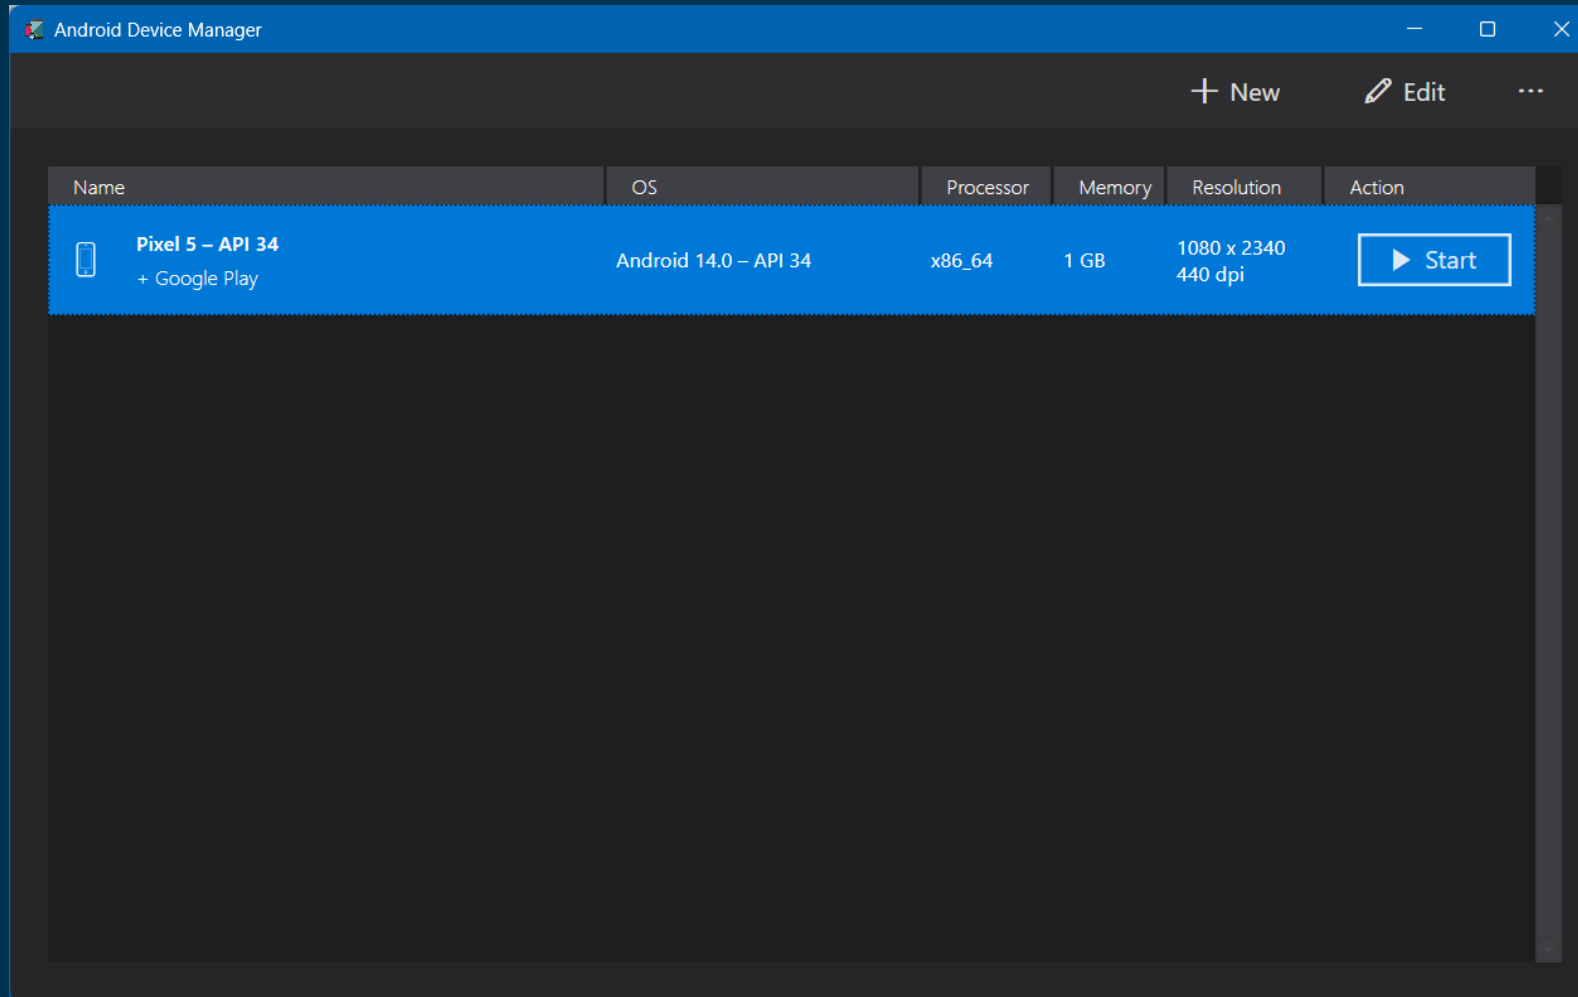 Android Device Manager
New
Edit
Name OS Processor Memory Resolution Action
Pixel 5 – API 34
+ Google Play
Android 14.0 – API 34
x86_64
1 GB
1080 x 2340
440 dpi
Start